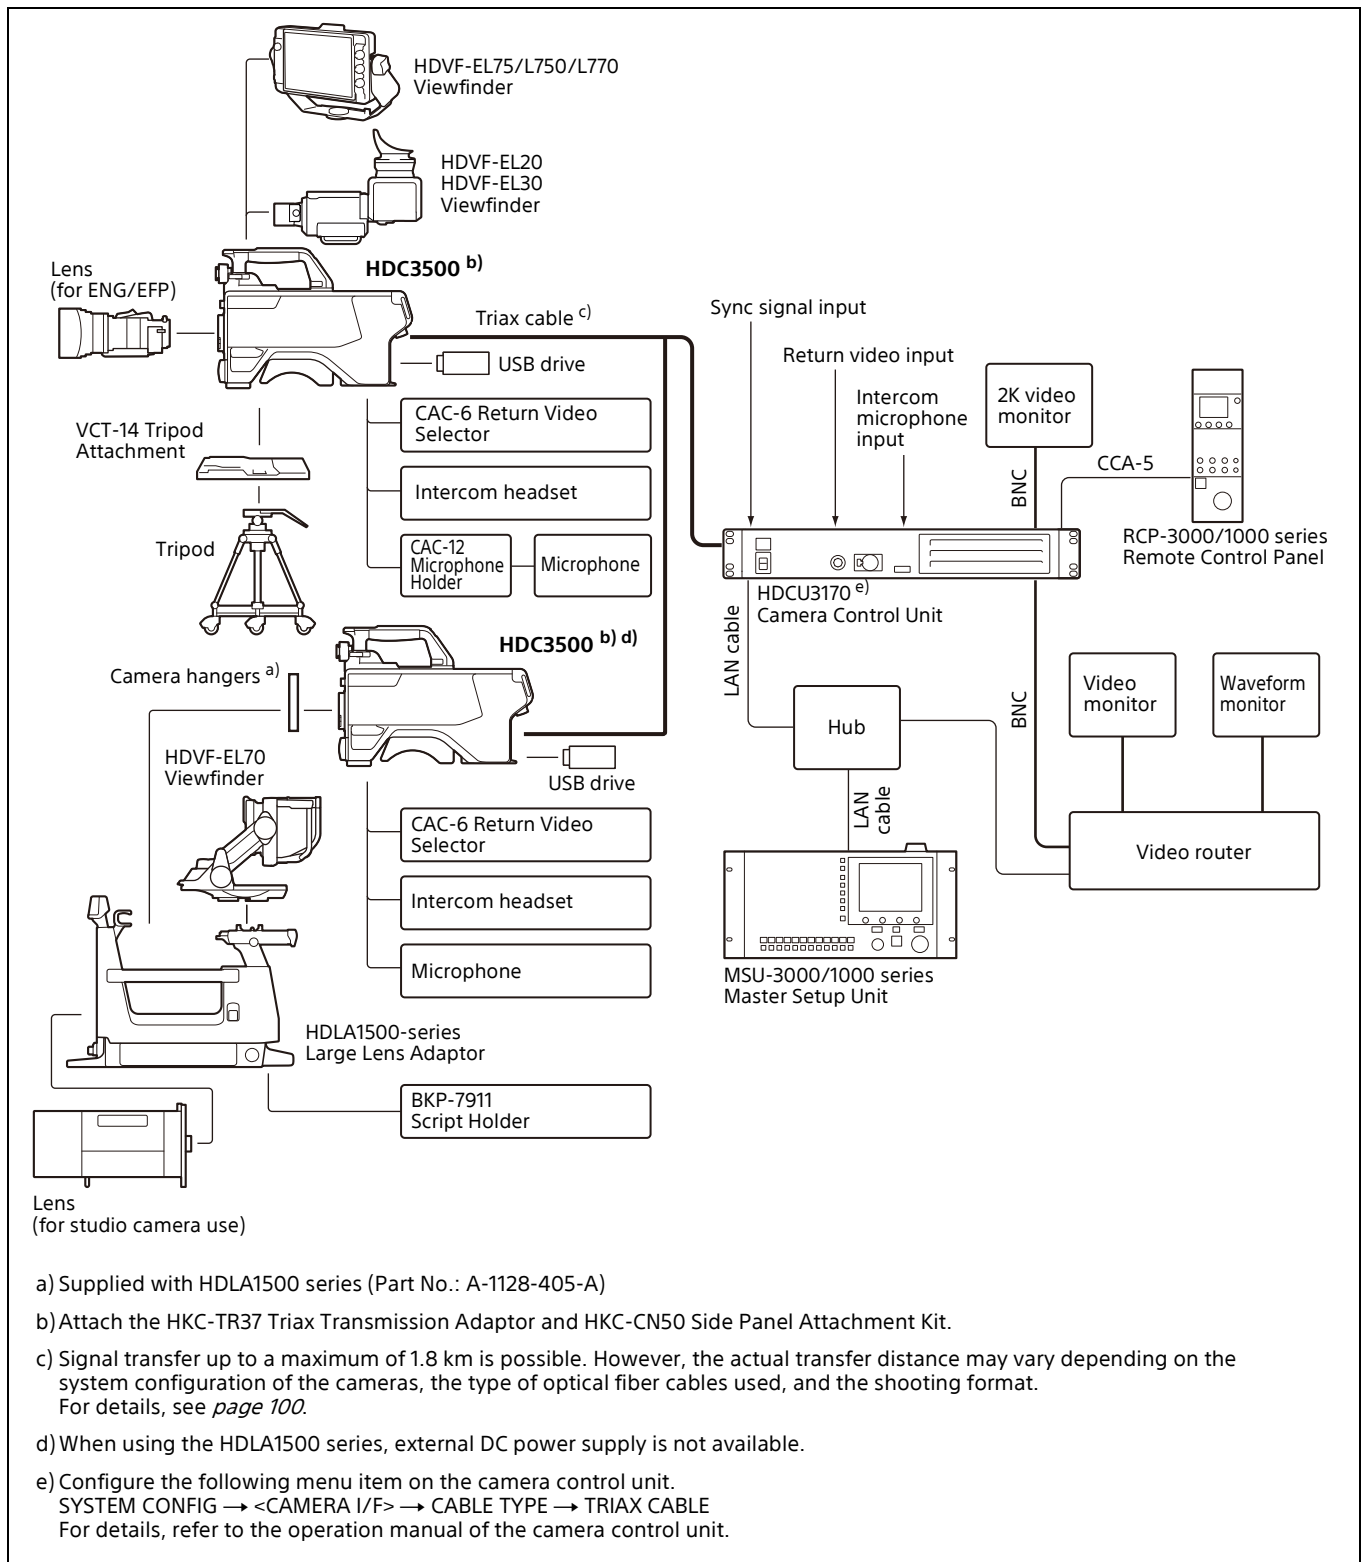 HDVF-EL75/L750/L770
Viewfinder
HDVF-EL20
HDVF-EL30
Viewfinder
HDC3500 b)
Lens
(for ENG/EFP)
Triax cable c)
USB drive
CAC-6 Return Video
Selector
Intercom headset
CAC-12
Microphone
Holder
Microphone
VCT-14 Tripod
Attachment
Tripod
Sync signal input
Return video input
Intercom
microphone
input
2K video
monitor
BNC
CCA-5
RCP-3000/1000 series
Remote Control Panel
HDCU3170 e)
Camera Control Unit
LAN cable
Hub
LAN
cable
BNC
Video
monitor
Waveform
monitor
Video router
MSU-3000/1000 series
Master Setup Unit
HDC3500 b) d)
Camera hangers a)
USB drive
HDVF-EL70
Viewfinder
CAC-6 Return Video
Selector
Intercom headset
Microphone
HDLA1500-series
Large Lens Adaptor
BKP-7911
Script Holder
Lens
(for studio camera use)
a) Supplied with HDLA1500 series (Part No.: A-1128-405-A)
b) Attach the HKC-TR37 Triax Transmission Adaptor and HKC-CN50 Side Panel Attachment Kit.
c) Signal transfer up to a maximum of 1.8 km is possible. However, the actual transfer distance may vary depending on the
system configuration of the cameras, the type of optical fiber cables used, and the shooting format.
For details, see page 100.
d) When using the HDLA1500 series, external DC power supply is not available.
e) Configure the following menu item on the camera control unit.
SYSTEM CONFIG → <CAMERA I/F> → CABLE TYPE → TRIAX CABLE
For details, refer to the operation manual of the camera control unit.